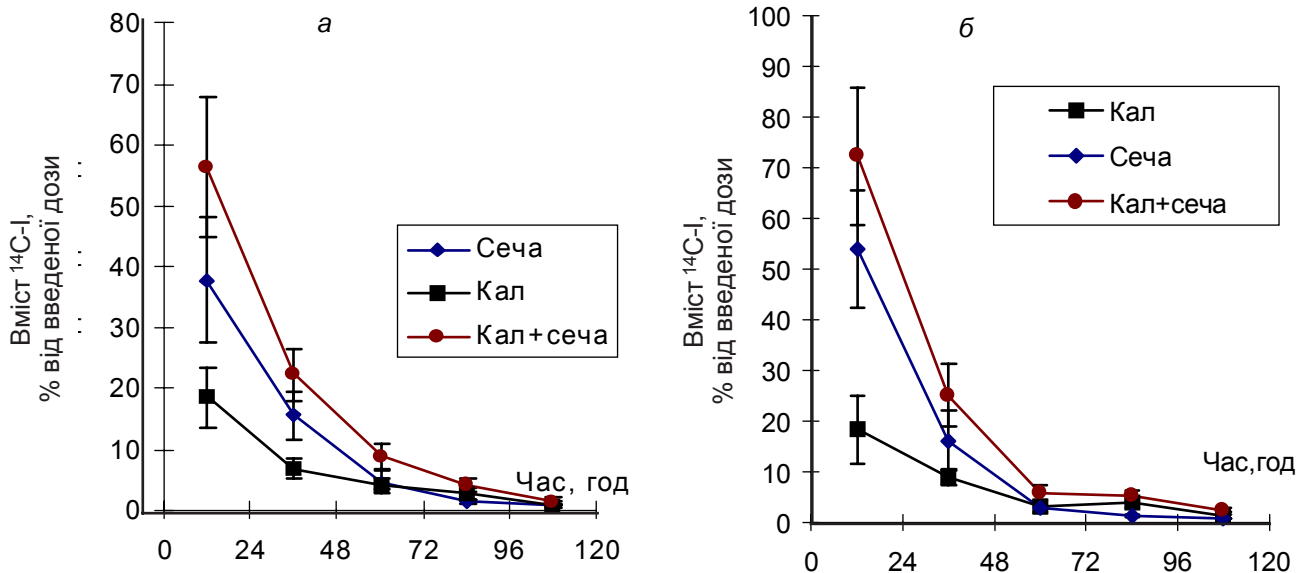 а
80
70
60
50
40
30
20
10
0
Вміст ¹⁴C-I,
% від введеної дози
Сеча
Кал
Кал+сеча
Час, год
0 24 48 72 96 120
б
100
90
80
70
60
50
40
30
20
10
0
Вміст ¹⁴C-I,
% від введеної дози
Кал
Сеча
Кал+сеча
Час,год
0 24 48 72 96 120